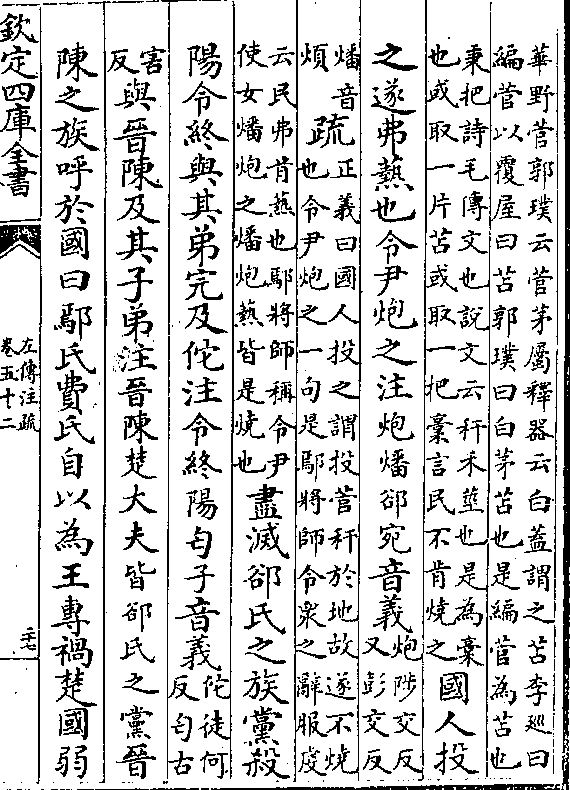 華野菅郭璞云菅茅屬釋器云白蓋謂之苫李廵曰
編菅以覆屋曰苫郭璞曰白茅苫也是編菅為苫也
秉把詩毛傳文也說文云秆禾莖也是為稾
也或取一片苫或取一把稾言民不肯燒之
國人投
之遂弗爇也令尹炮之注炮燔郤宛音義
炮陟交反
又彭交反
燔音
煩
疏
正義曰國人投之謂投菅秆於地故遂不燒
也令尹炮之一句是鄢將師令衆之辭服䖍
云民弗肯爇也鄢將師稱令尹
使女燔炮之燔炮爇皆是燒也
盡滅郤氏之族黨殺
陽令終與其弟完及佗注令終陽匄子音義
佗徒何
反匄古
害
反
與晉陳及其子弟注晉陳楚大夫皆郤氏之黨晉
陳之族呼於國曰鄢氏費氏自以為王專禍楚國弱
欽定四庫全書
左傳注疏
卷五十二
二七